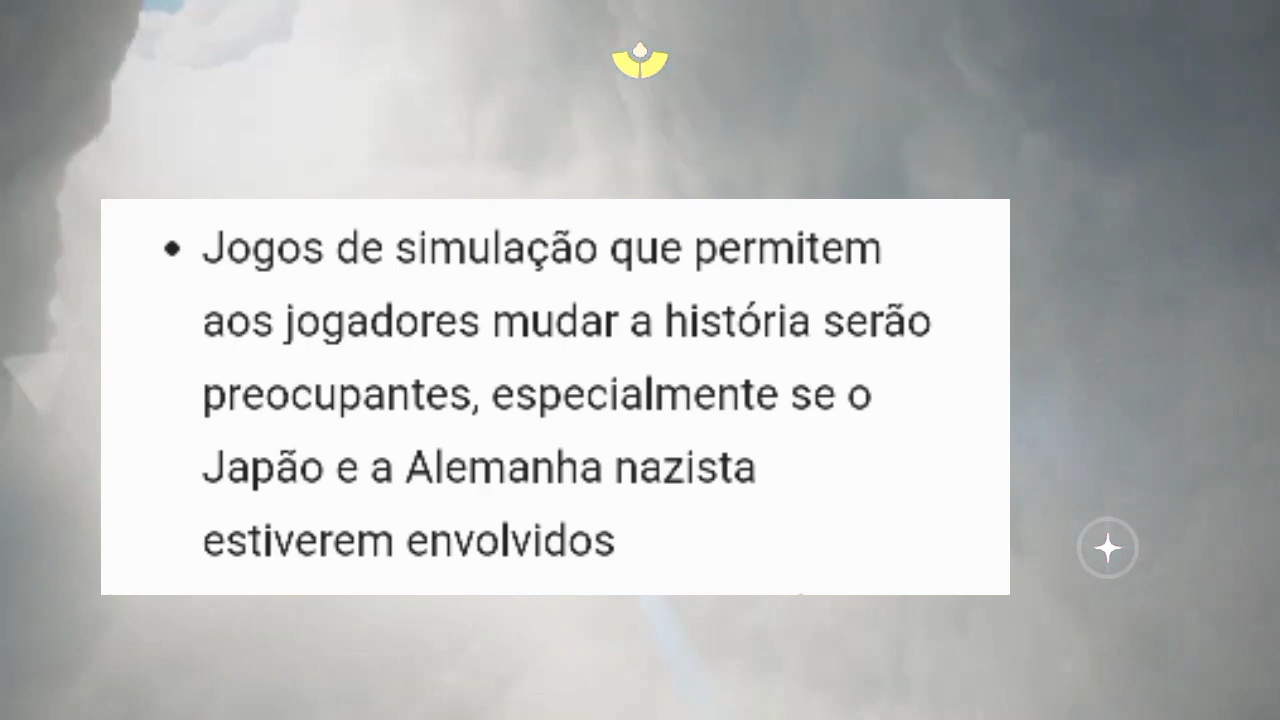 • Jogos de simulação que permitem
aos jogadores mudar a história serão
preocupantes, especialmente se o
Japão e a Alemanha nazista
estiverem envolvidos